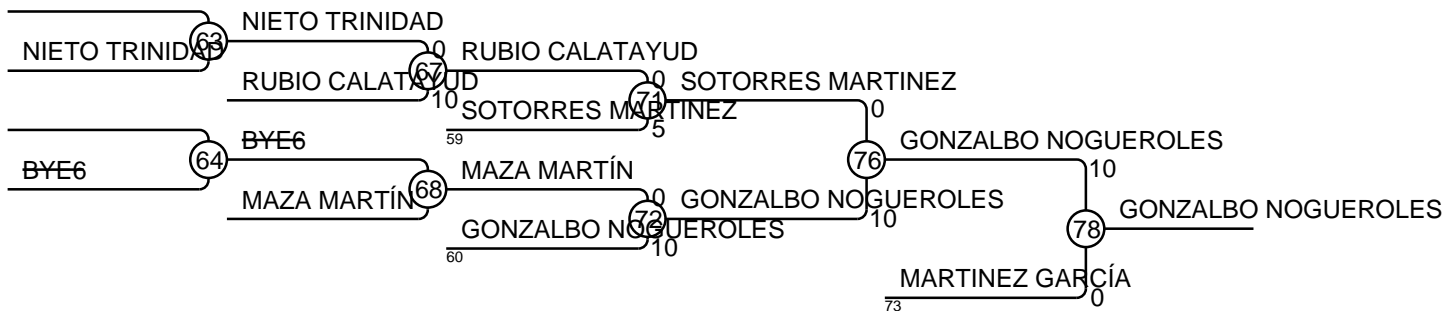 NIETO TRINIDAD
63
NIETO TRINIDAD
0
RUBIO CALATAYUD
67
RUBIO CALATAYUD
10
0
SOTORRES MARTINEZ
71
SOTORRES MARTINEZ
59
5
0
BYE6
64
BYE6
76
GONZALBO NOGUEROLES
MAZA MARTÍN
10
68
MAZA MARTÍN
0
GONZALBO NOGUEROLES
72
GONZALBO NOGUEROLES
60
10
10
GONZALBO NOGUEROLES
78
MARTINEZ GARCÍA
73
0